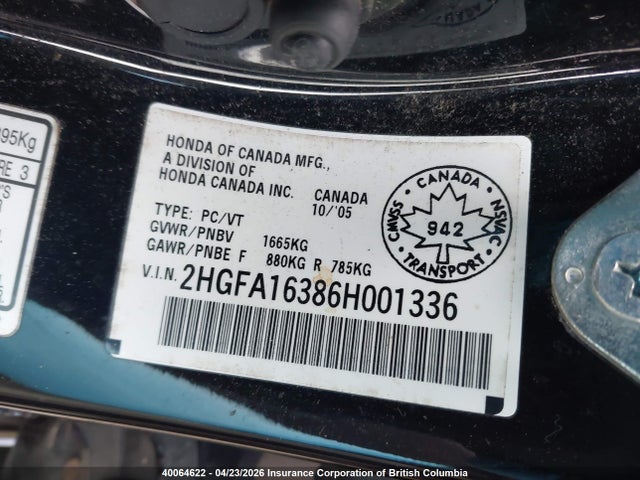 95Kg
RE 3
HONDA OF CANADA MFG.,
A DIVISION OF
HONDA CANADA INC. CANADA
10/'05
TYPE: PC/VT
GVWR/PNBV 1665KG
GAWR/PNBE F 880KG R 785KG
V.I.N. 2HGFA16386H001336
CANADA
CMVSS 942 NSVAC
TRANSPORT
40064622 - 04/23/2026 Insurance Corporation of British Columbia